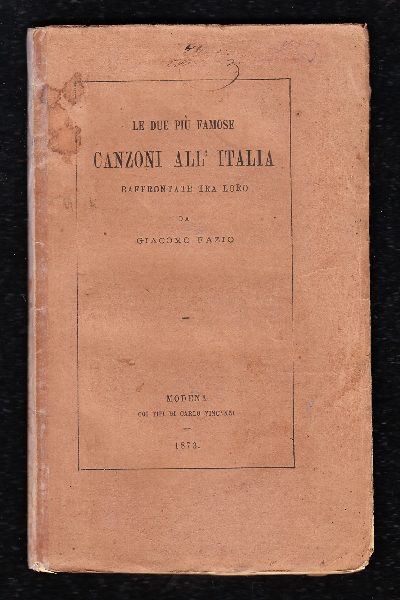 LE DUE PIÙ FAMOSE
CANZONI ALL' ITALIA
RAFFRONTATE TRA LORO
DA
GIACOMO FAZIO
MODENA
COI TIPI DI CARLO VINCENZI
1873.